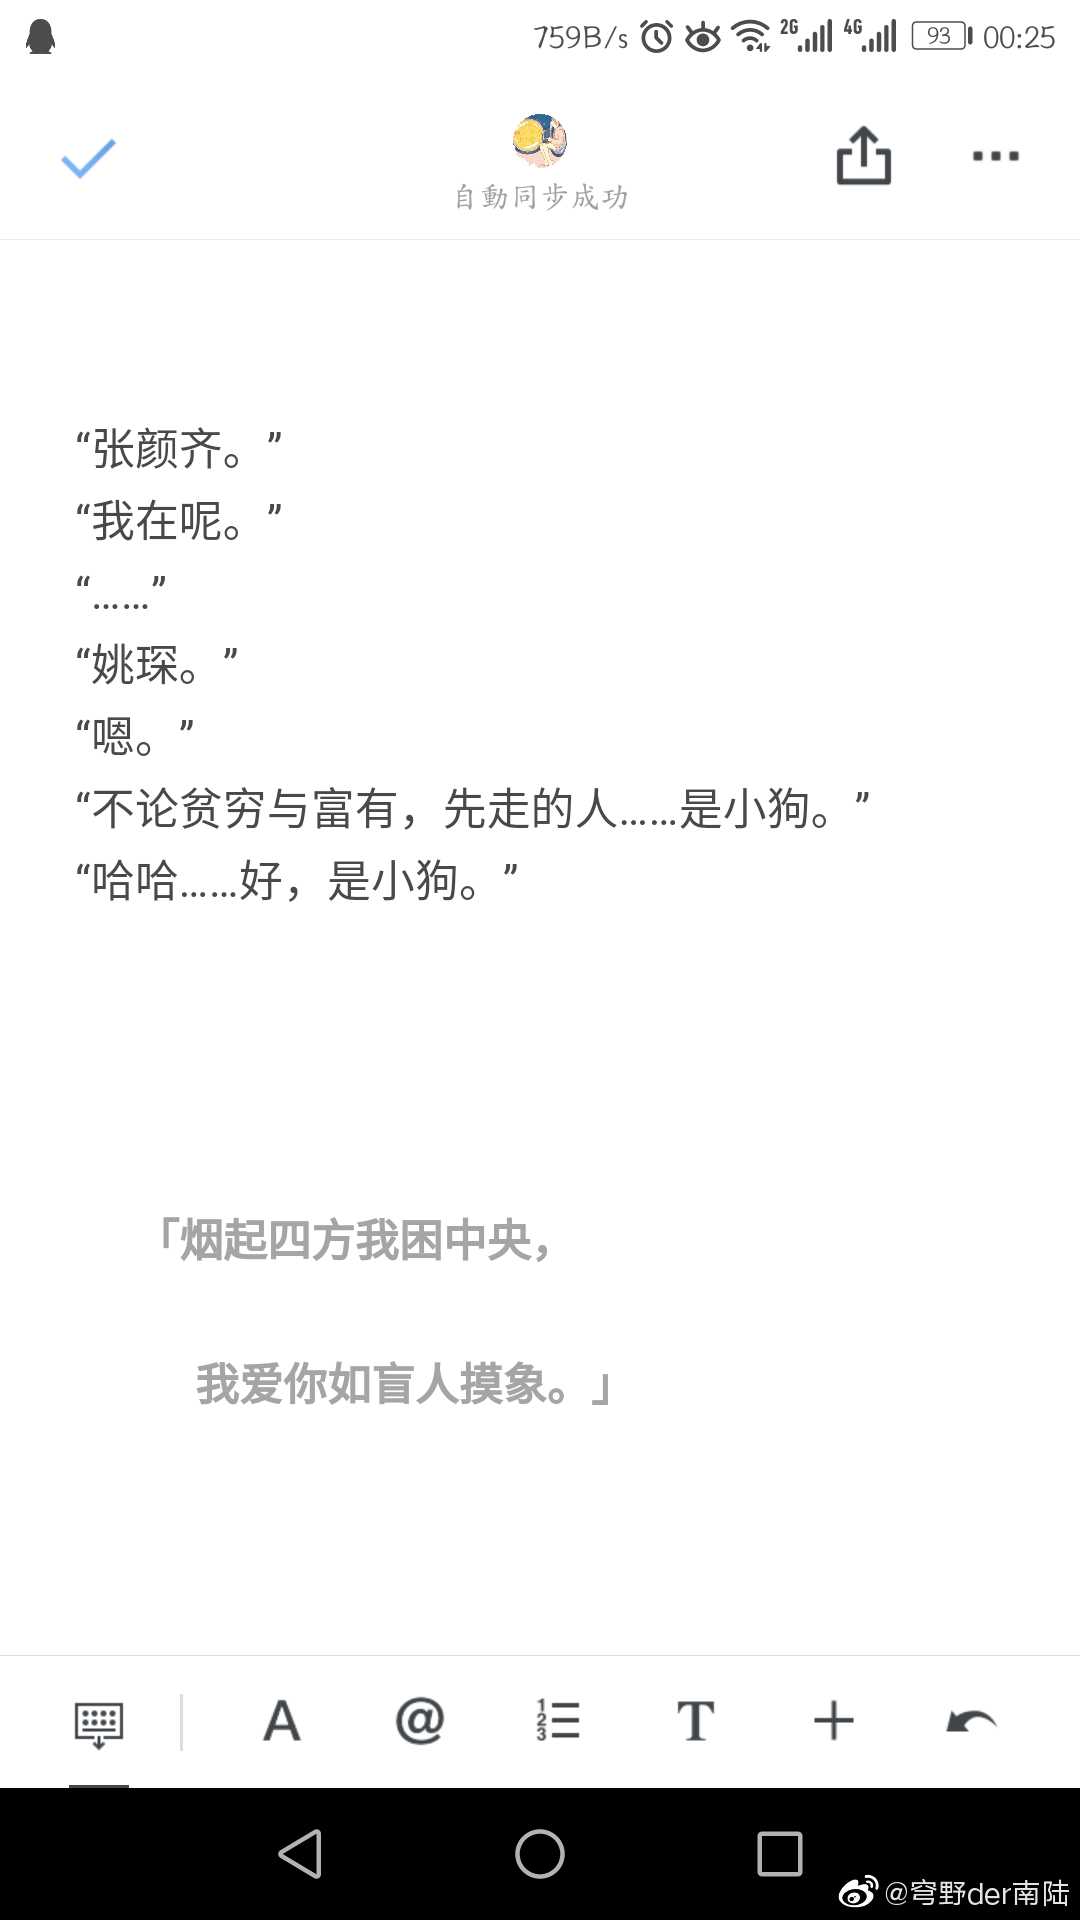 759B/s 2G 4G 93 00:25
自動同步成功
“张颜齐。”
“我在呢。”
“……”
“姚琛。”
“嗯。”
“不论贫穷与富有，先走的人……是小狗。”
“哈哈……好，是小狗。”
「烟起四方我困中央，
我爱你如盲人摸象。」
A @ 1 2 3 T
@穹野der南陆